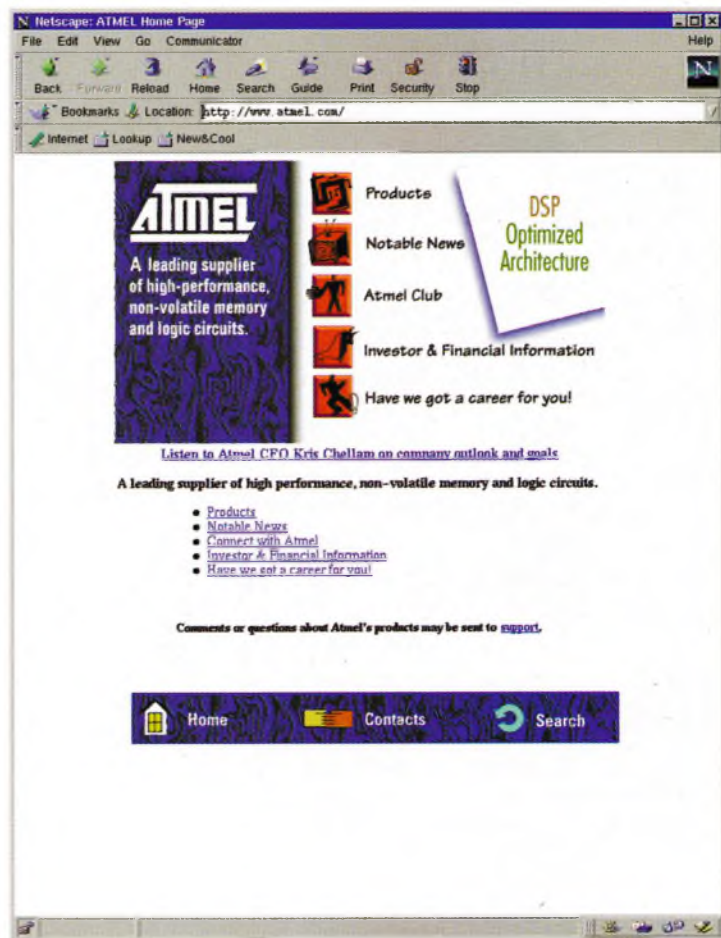 Netscape: ATMEL Home Page
File Edit View Go Communicator Help
Back Forward Reload Home Search Guide Print Security Stop
N
Bookmarks Location: http://www.atmel.com/
Internet Lookup New&Cool
ATMEL
A leading supplier
of high-performance,
non-volatile memory
and logic circuits.
Products
Notable News
Atmel Club
Investor & Financial Information
Have we got a career for you!
DSP
Optimized
Architecture
Listen to Atmel CFO Kris Chellam on company outlook and goals
A leading supplier of high performance, non-volatile memory and logic circuits.
Products
Notable News
Connect with Atmel
Investor & Financial Information
Have we got a career for you!
Comments or questions about Atmel's products may be sent to support.
Home Contacts Search